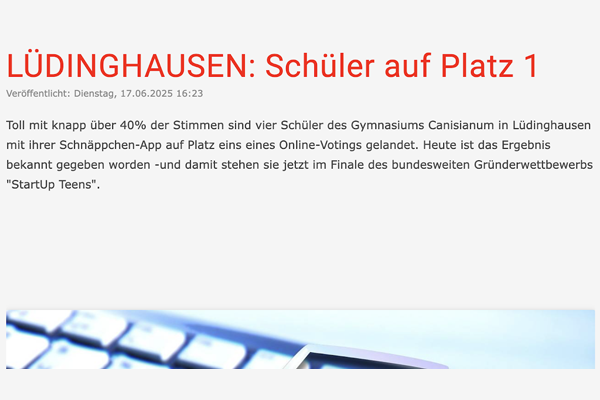 LÜDINGHAUSEN: Schüler auf Platz 1
Veröffentlicht: Dienstag, 17.06.2025 16:23
Toll mit knapp über 40% der Stimmen sind vier Schüler des Gymnasiums Canisianum in Lüdinghausen
mit ihrer Schnäppchen-App auf Platz eins eines Online-Votings gelandet. Heute ist das Ergebnis
bekannt gegeben worden -und damit stehen sie jetzt im Finale des bundesweiten Gründerwettbewerbs
"StartUp Teens".